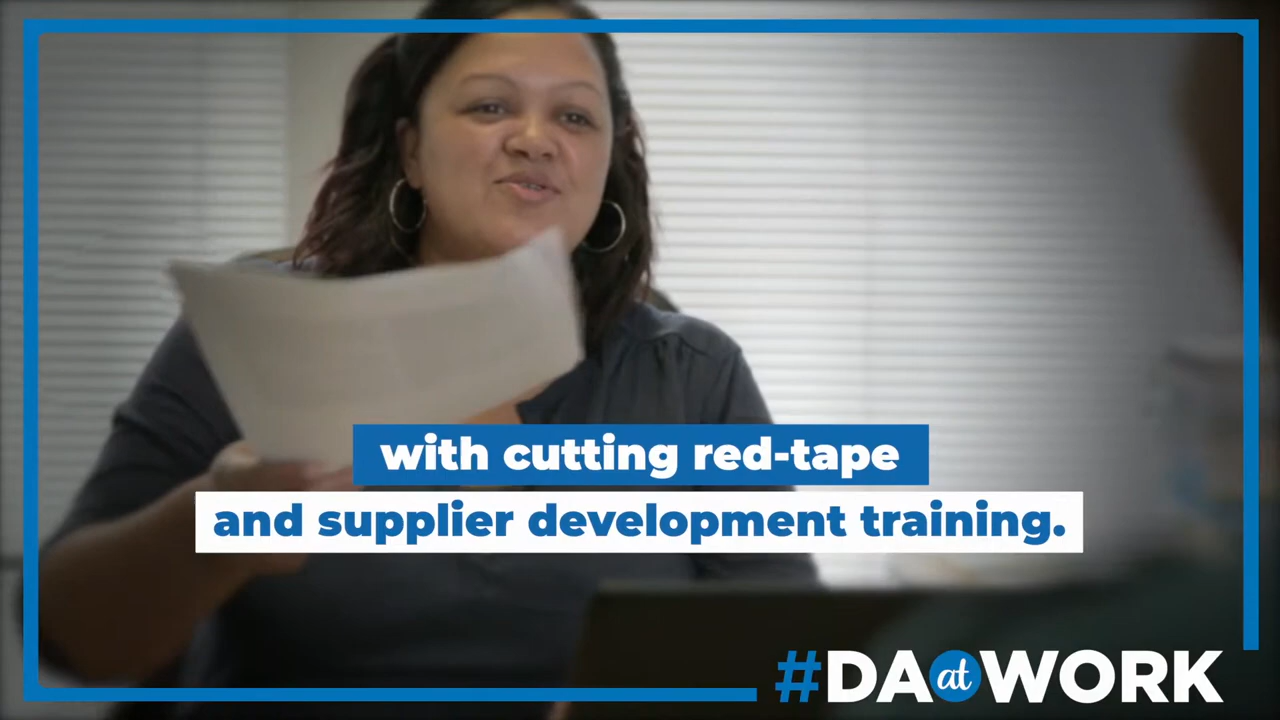 with cutting red-tape
and supplier development training.
#DA at WORK